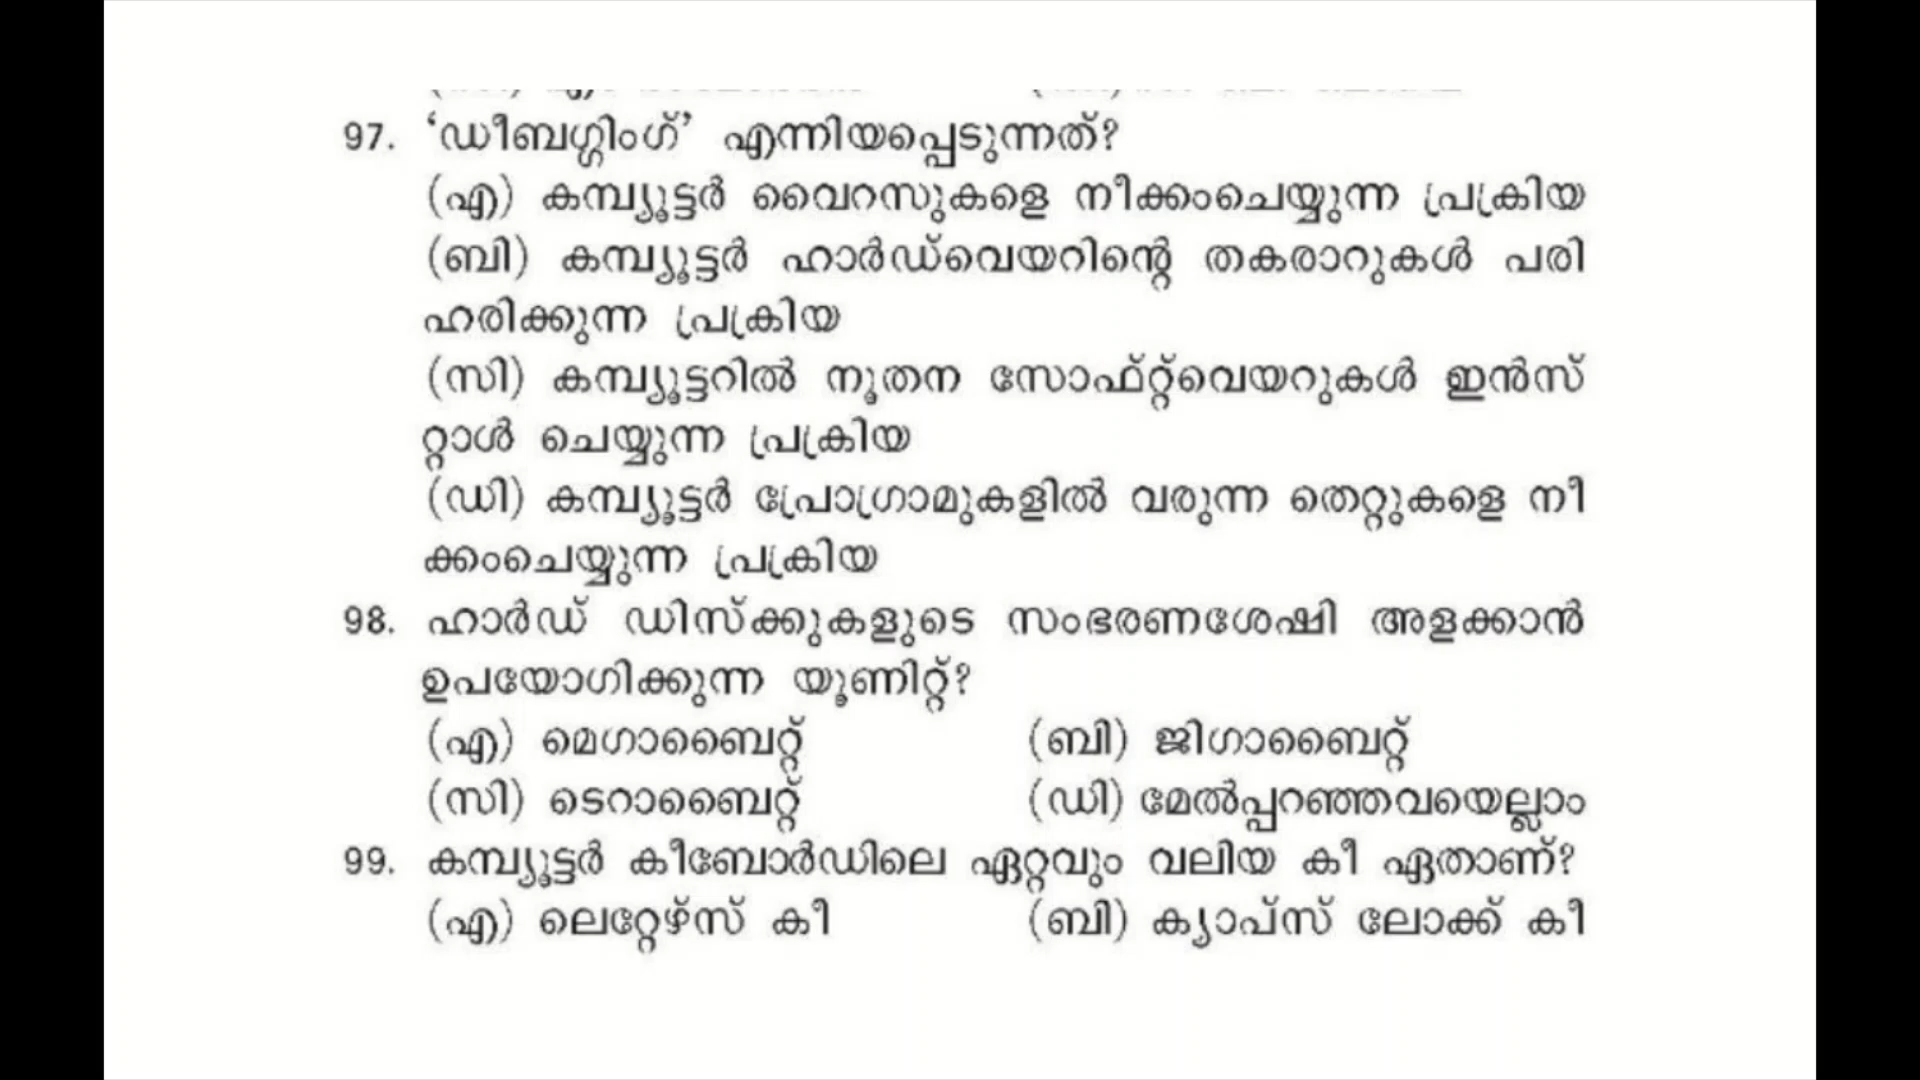 97. ‘ഡീബഗ്ഗിംഗ്’ എന്നിയപ്പെടുന്നത്?
(എ) കമ്പ്യൂട്ടർ വൈറസുകളെ നീക്കംചെയ്യുന്ന പ്രക്രിയ
(ബി) കമ്പ്യൂട്ടർ ഹാർഡ്‌വെയറിന്റെ തകരാറുകൾ പരി
ഹരിക്കുന്ന പ്രക്രിയ
(സി) കമ്പ്യൂട്ടറിൽ നൂതന സോഫ്റ്റ്‌വെയറുകൾ ഇൻസ്
റ്റാൾ ചെയ്യുന്ന പ്രക്രിയ
(ഡി) കമ്പ്യൂട്ടർ പ്രോഗ്രാമുകളിൽ വരുന്ന തെറ്റുകളെ നീ
ക്കംചെയ്യുന്ന പ്രക്രിയ
98. ഹാർഡ് ഡിസ്ക്കുകളുടെ സംഭരണശേഷി അളക്കാൻ
ഉപയോഗിക്കുന്ന യൂണിറ്റ്?
(എ) മെഗാബൈറ്റ് (ബി) ജിഗാബൈറ്റ്
(സി) ടെറാബൈറ്റ് (ഡി) മേൽപ്പറഞ്ഞവയെല്ലാം
99. കമ്പ്യൂട്ടർ കീബോർഡിലെ ഏറ്റവും വലിയ കീ ഏതാണ്?
(എ) ലെറ്റേഴ്സ് കീ (ബി) ക്യാപ്സ് ലോക്ക് കീ